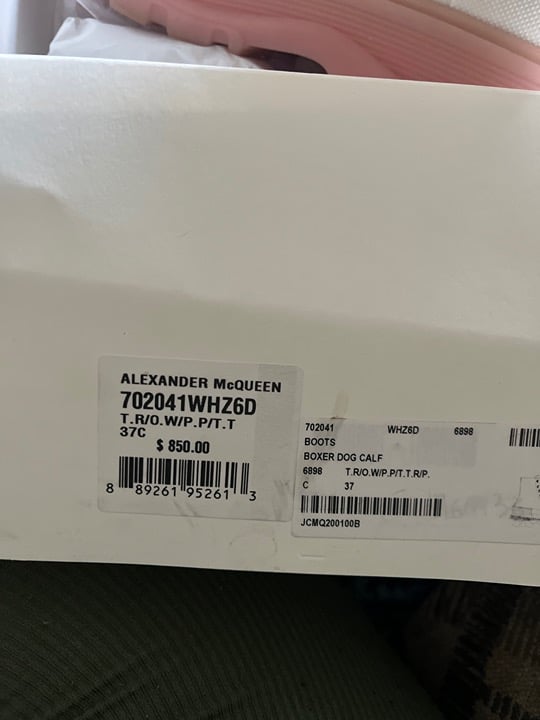 ALEXANDER McQUEEN
702041WHZ6D
T.R/O.W/P.P/T.T
37C
$ 850.00
8 89261 95261 3
702041 WHZ6D 6898
BOOTS
BOXER DOG CALF
6898 T.R/O.W/P.P/T.T.R/P.
C 37
JCMQ200100B